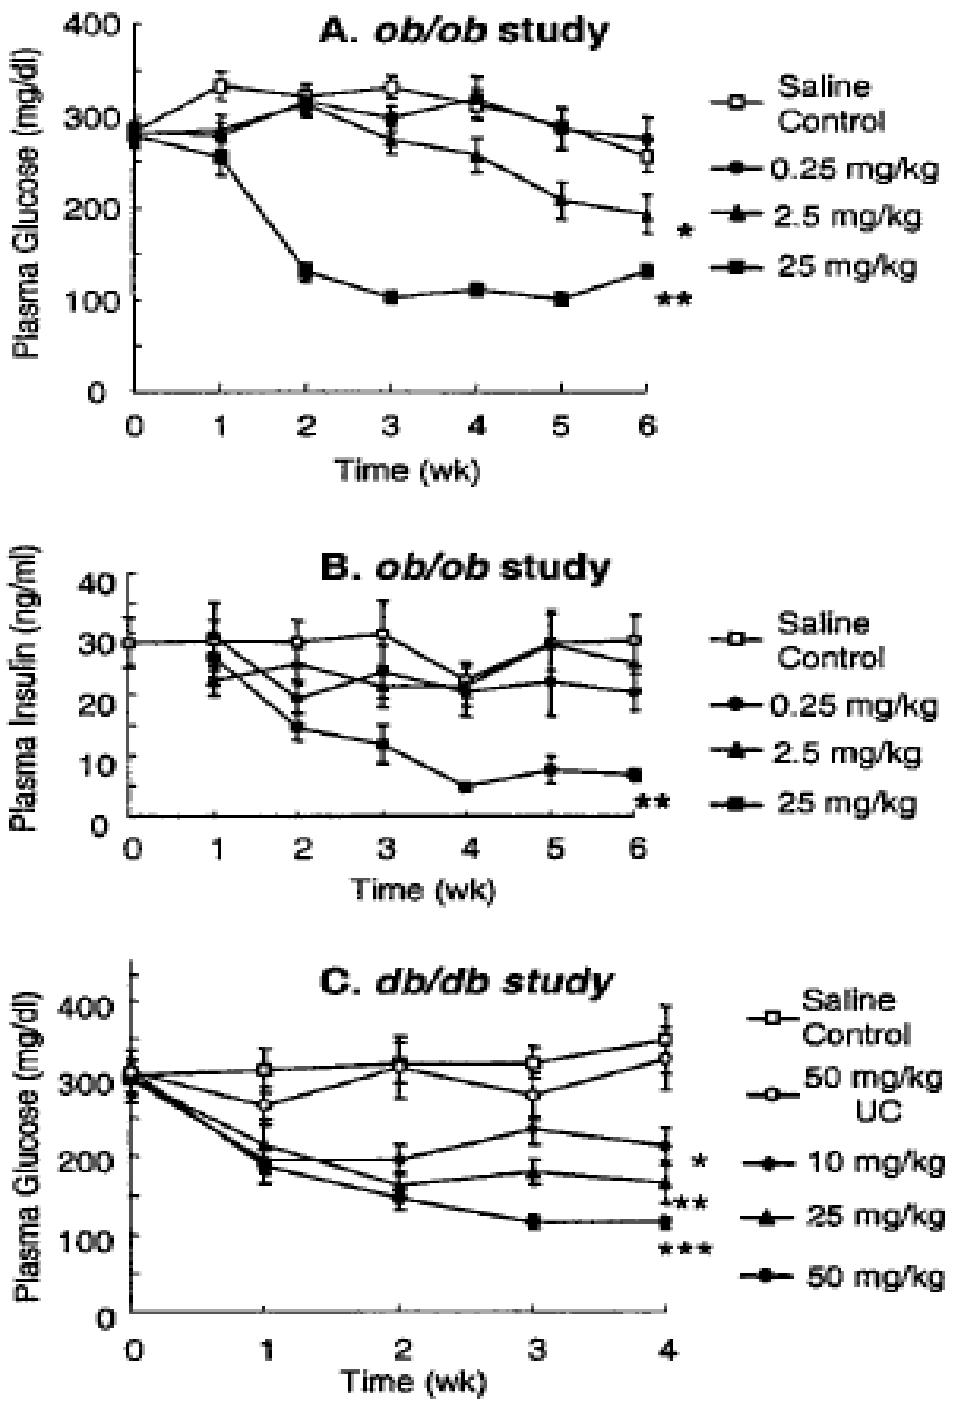 A. ob/ob study
Plasma Glucose (mg/dl)
400
300
200
100
0
0 1 2 3 4 5 6
Time (wk)
Saline
Control
0.25 mg/kg
2.5 mg/kg
25 mg/kg
*
**
B. ob/ob study
Plasma Insulin (ng/ml)
40
30
20
10
0
0 1 2 3 4 5 6
Time (wk)
Saline
Control
0.25 mg/kg
2.5 mg/kg
25 mg/kg
**
C. db/db study
Plasma Glucose (mg/dl)
400
300
200
100
0
0 1 2 3 4
Time (wk)
Saline
Control
50 mg/kg
UC
10 mg/kg
25 mg/kg
50 mg/kg
*
**
***